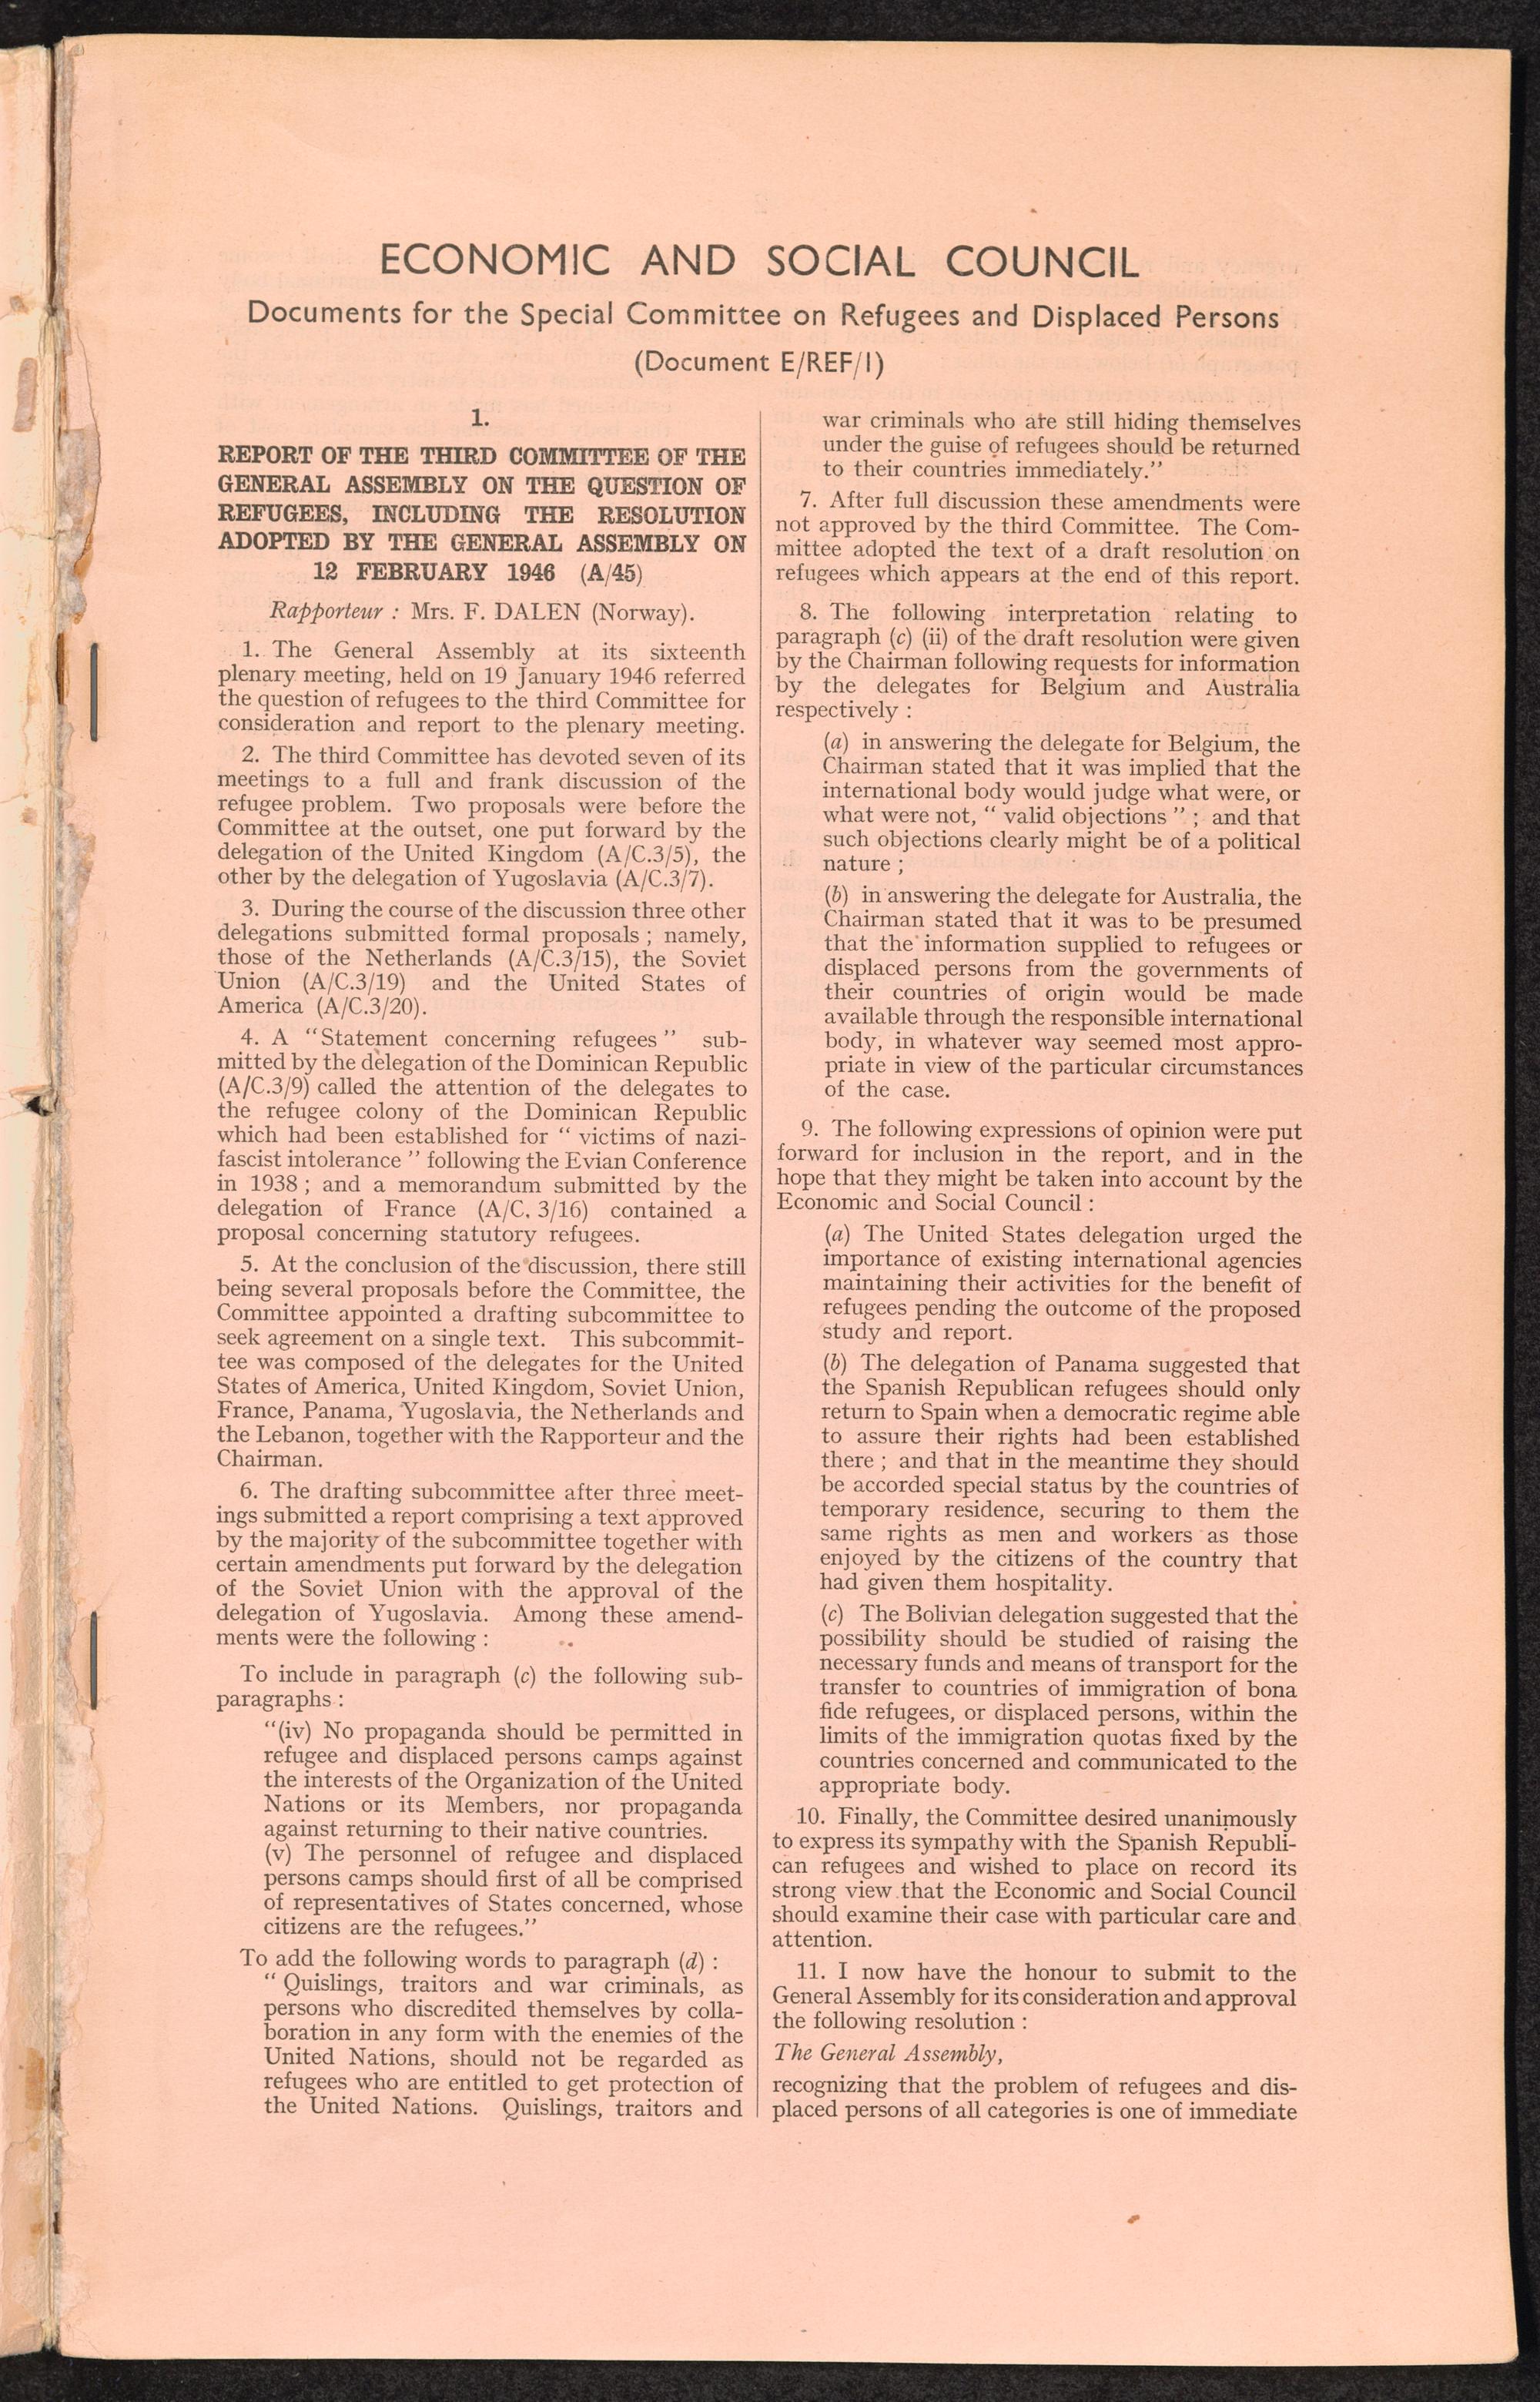 ECONOMIC AND SOCIAL COUNCIL
Documents for the Special Committee on Refugees and Displaced Persons
(Document E/REF/1)
1.
REPORT OF THE THIRD COMMITTEE OF THE
GENERAL ASSEMBLY ON THE QUESTION OF
REFUGEES, INCLUDING THE RESOLUTION
ADOPTED BY THE GENERAL ASSEMBLY ON
12 FEBRUARY 1946 (A/45)
Rapporteur : Mrs. F. DALEN (Norway).
1. The General Assembly at its sixteenth
plenary meeting, held on 19 January 1946 referred
the question of refugees to the third Committee for
consideration and report to the plenary meeting.
2. The third Committee has devoted seven of its
meetings to a full and frank discussion of the
refugee problem. Two proposals were before the
Committee at the outset, one put forward by the
delegation of the United Kingdom (A/C.3/5), the
other by the delegation of Yugoslavia (A/C.3/7).
3. During the course of the discussion three other
delegations submitted formal proposals ; namely,
those of the Netherlands (A/C.3/15), the Soviet
Union (A/C.3/19) and the United States of
America (A/C.3/20).
4. A “Statement concerning refugees ” sub-
mitted by the delegation of the Dominican Republic
(A/C.3/9) called the attention of the delegates to
the refugee colony of the Dominican Republic
which had been established for “ victims of nazi-
fascist intolerance ” following the Evian Conference
in 1938 ; and a memorandum submitted by the
delegation of France (A/C. 3/16) contained a
proposal concerning statutory refugees.
5. At the conclusion of the discussion, there still
being several proposals before the Committee, the
Committee appointed a drafting subcommittee to
seek agreement on a single text. This subcommit-
tee was composed of the delegates for the United
States of America, United Kingdom, Soviet Union,
France, Panama, Yugoslavia, the Netherlands and
the Lebanon, together with the Rapporteur and the
Chairman.
6. The drafting subcommittee after three meet-
ings submitted a report comprising a text approved
by the majority of the subcommittee together with
certain amendments put forward by the delegation
of the Soviet Union with the approval of the
delegation of Yugoslavia. Among these amend-
ments were the following :
To include in paragraph (c) the following sub-
paragraphs :
“(iv) No propaganda should be permitted in
refugee and displaced persons camps against
the interests of the Organization of the United
Nations or its Members, nor propaganda
against returning to their native countries.
(v) The personnel of refugee and displaced
persons camps should first of all be comprised
of representatives of States concerned, whose
citizens are the refugees.”
To add the following words to paragraph (d) :
“ Quislings, traitors and war criminals, as
persons who discredited themselves by colla-
boration in any form with the enemies of the
United Nations, should not be regarded as
refugees who are entitled to get protection of
the United Nations. Quislings, traitors and
war criminals who are still hiding themselves
under the guise of refugees should be returned
to their countries immediately.”
7. After full discussion these amendments were
not approved by the third Committee. The Com-
mittee adopted the text of a draft resolution on
refugees which appears at the end of this report.
8. The following interpretation relating to
paragraph (c) (ii) of the draft resolution were given
by the Chairman following requests for information
by the delegates for Belgium and Australia
respectively :
(a) in answering the delegate for Belgium, the
Chairman stated that it was implied that the
international body would judge what were, or
what were not, “ valid objections ” ; and that
such objections clearly might be of a political
nature ;
(b) in answering the delegate for Australia, the
Chairman stated that it was to be presumed
that the information supplied to refugees or
displaced persons from the governments of
their countries of origin would be made
available through the responsible international
body, in whatever way seemed most appro-
priate in view of the particular circumstances
of the case.
9. The following expressions of opinion were put
forward for inclusion in the report, and in the
hope that they might be taken into account by the
Economic and Social Council :
(a) The United States delegation urged the
importance of existing international agencies
maintaining their activities for the benefit of
refugees pending the outcome of the proposed
study and report.
(b) The delegation of Panama suggested that
the Spanish Republican refugees should only
return to Spain when a democratic regime able
to assure their rights had been established
there ; and that in the meantime they should
be accorded special status by the countries of
temporary residence, securing to them the
same rights as men and workers as those
enjoyed by the citizens of the country that
had given them hospitality.
(c) The Bolivian delegation suggested that the
possibility should be studied of raising the
necessary funds and means of transport for the
transfer to countries of immigration of bona
fide refugees, or displaced persons, within the
limits of the immigration quotas fixed by the
countries concerned and communicated to the
appropriate body.
10. Finally, the Committee desired unanimously
to express its sympathy with the Spanish Republi-
can refugees and wished to place on record its
strong view that the Economic and Social Council
should examine their case with particular care and
attention.
11. I now have the honour to submit to the
General Assembly for its consideration and approval
the following resolution :
The General Assembly,
recognizing that the problem of refugees and dis-
placed persons of all categories is one of immediate